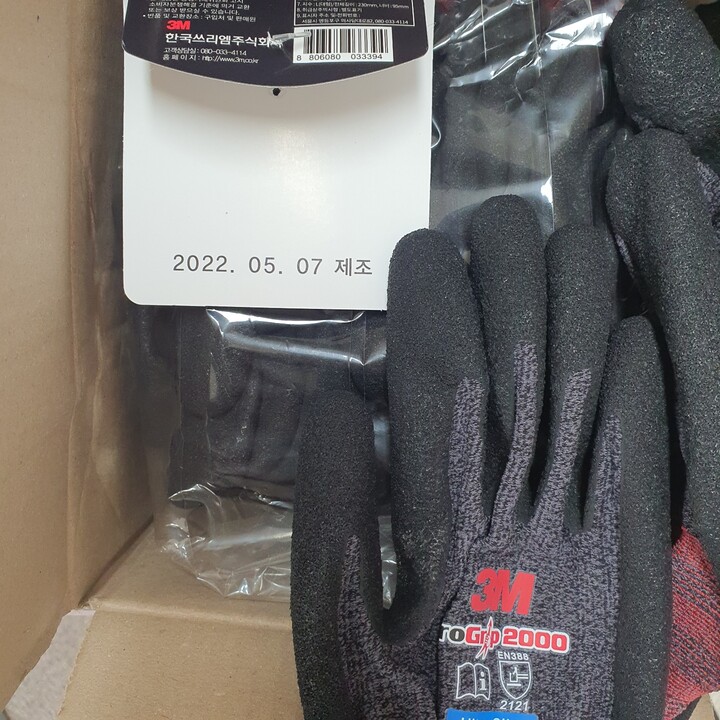 소비자분쟁해결 기준에 의거 교환
또는 보상 받으실 수 있습니다
• 반품 및 교환장소 : 구입처 및 판매원
3M
한국쓰리엠주식회
고객상담실 : 080-033-4114
홈 페 이 지 : http://www.3m.co.kr
8 806080 033394
2022. 05. 07 제조
3M
roGrip 2000
EN388
2121